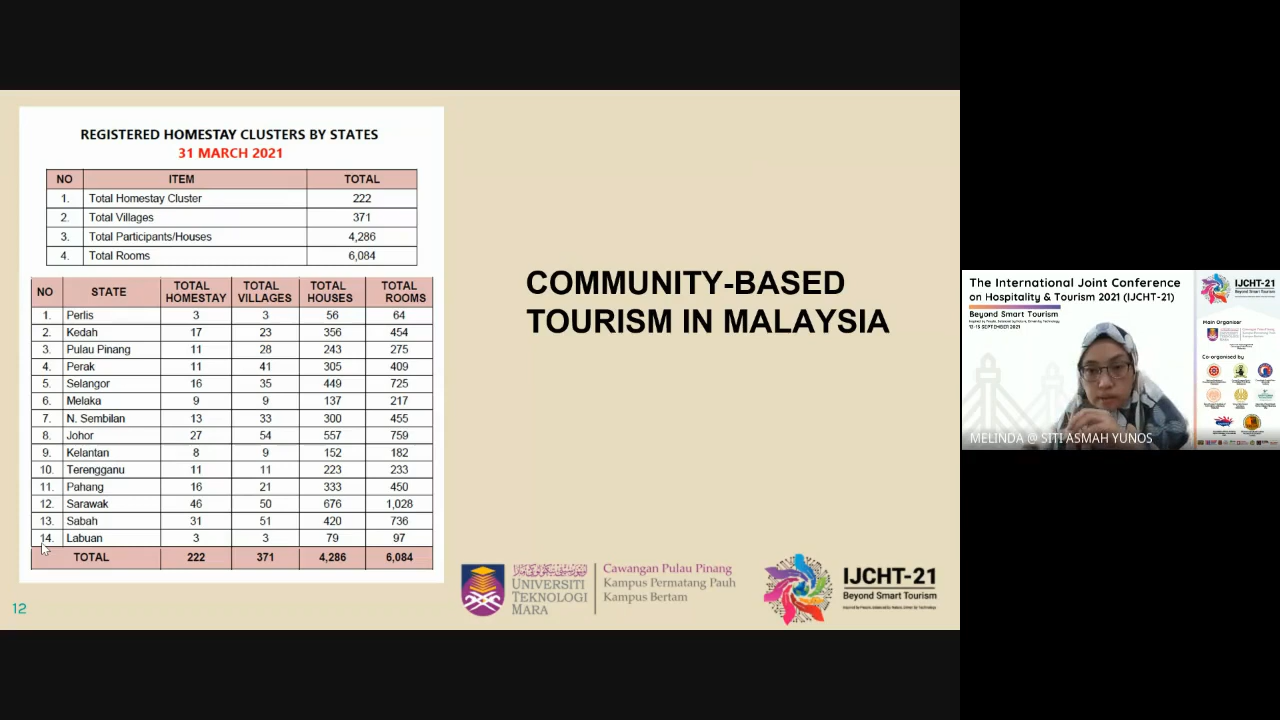 REGISTERED HOMESTAY CLUSTERS BY STATES
31 MARCH 2021
NO ITEM TOTAL
1. Total Homestay Cluster 222
2. Total Villages 371
3. Total Participants/Houses 4,286
4. Total Rooms 6,084
NO STATE TOTAL HOMESTAY TOTAL VILLAGES TOTAL HOUSES TOTAL ROOMS
1. Perlis 3 3 56 64
2. Kedah 17 23 356 454
3. Pulau Pinang 11 28 243 275
4. Perak 11 41 305 409
5. Selangor 16 35 449 725
6. Melaka 9 9 137 217
7. N. Sembilan 13 33 300 455
8. Johor 27 54 557 759
9. Kelantan 8 9 152 182
10. Terengganu 11 11 223 233
11. Pahang 16 21 333 450
12. Sarawak 46 50 676 1,028
13. Sabah 31 51 420 736
14. Labuan 3 3 79 97
TOTAL 222 371 4,286 6,084
12
COMMUNITY-BASED
TOURISM IN MALAYSIA
UNIVERSITI
TEKNOLOGI
MARA
Cawangan Pulau Pinang
Kampus Permatang Pauh
Kampus Bertam
IJCHT-21
Beyond Smart Tourism
The International Joint Conference
on Hospitality & Tourism 2021 (IJCHT-21)
Beyond Smart Tourism
12-13 SEPTEMBER 2021
MELINDA @ SITI ASMAH YUNOS
IJCHT-21
Beyond Smart Tourism
Main Organiser
Co-organised by